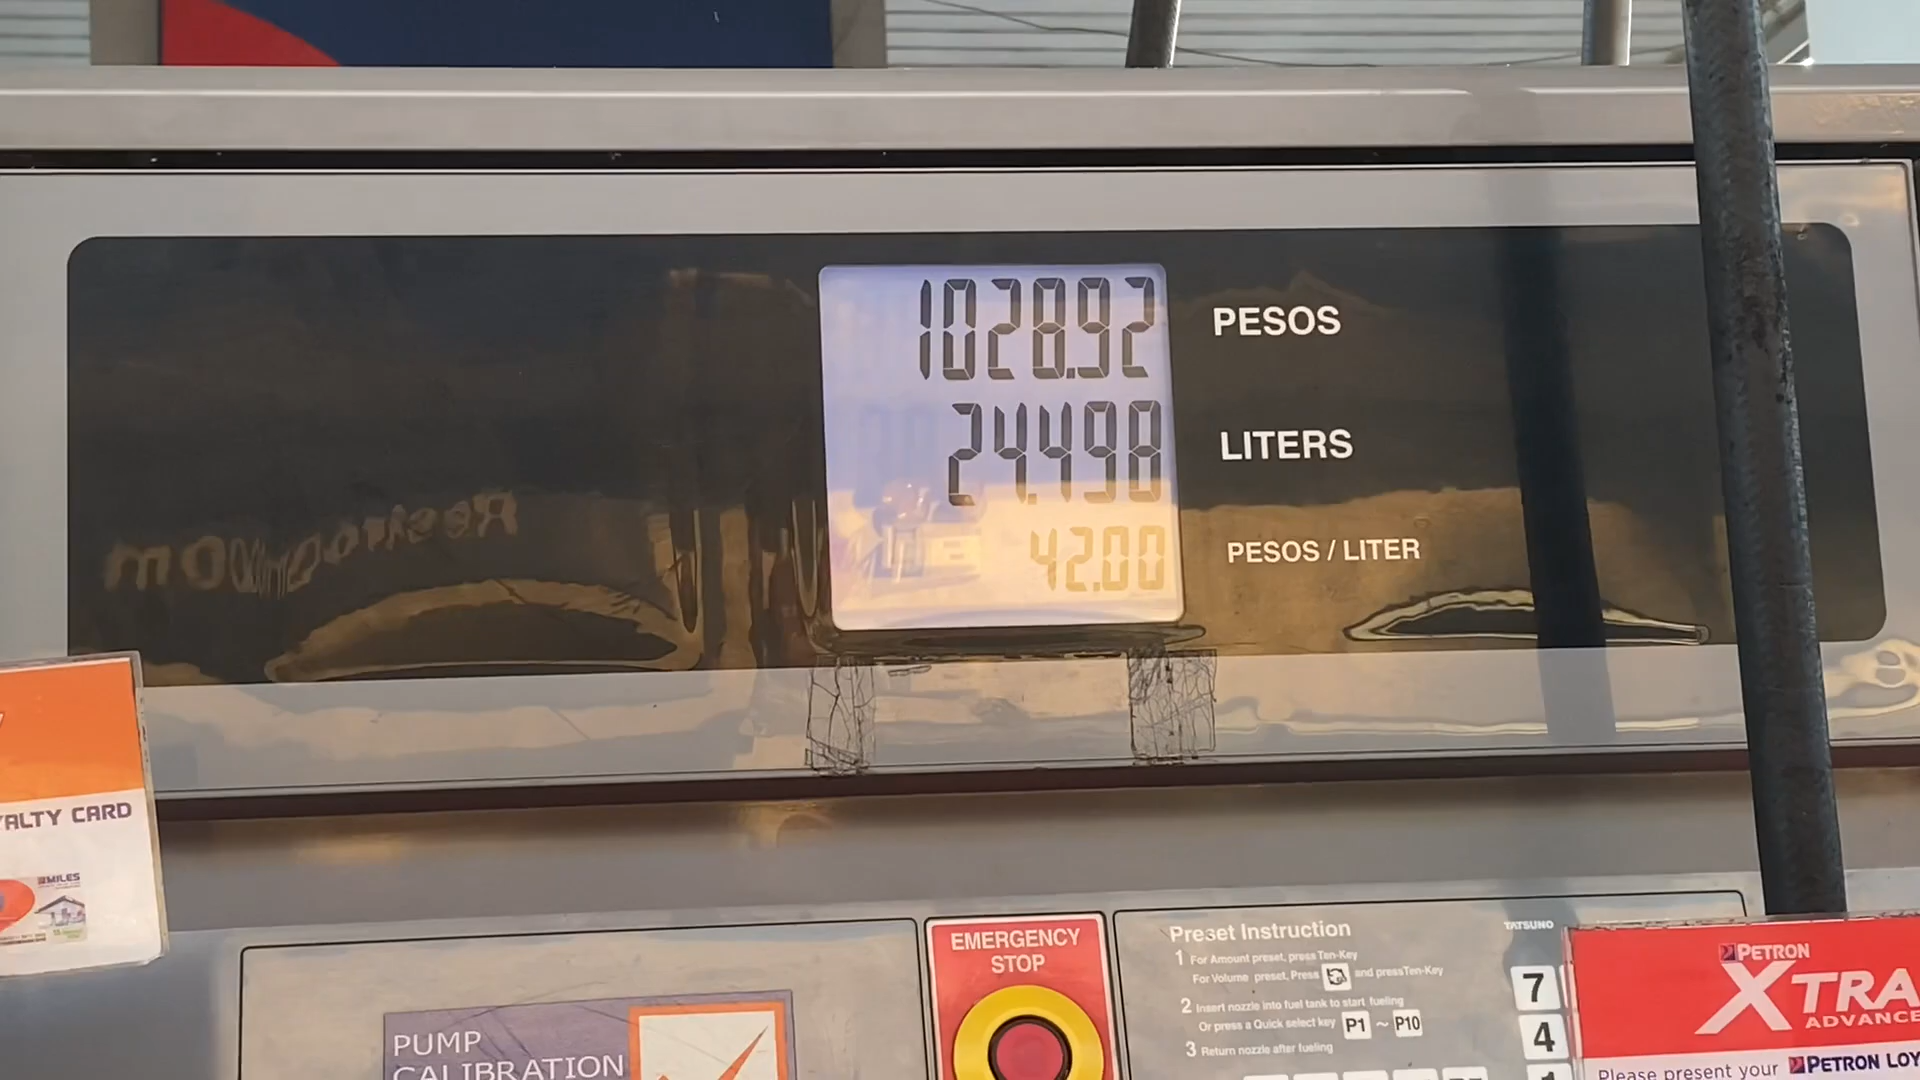 1028.92 PESOS
24.498 LITERS
42.00 PESOS / LITER
ALTY CARD
MILES
EMERGENCY
STOP
Preset Instruction
TATSUNO
1 For Amount preset, press Ten-Key
For Volume preset, Press and press Ten-Key
2 Insert nozzle into fuel tank to start fueling
Or press a Quick select key P1 ~ P10
3 Return nozzle after fueling
7
4
1
PUMP
CALIBRATION
PETRON
XTRA
ADVANCE
Please present your PETRON LOY